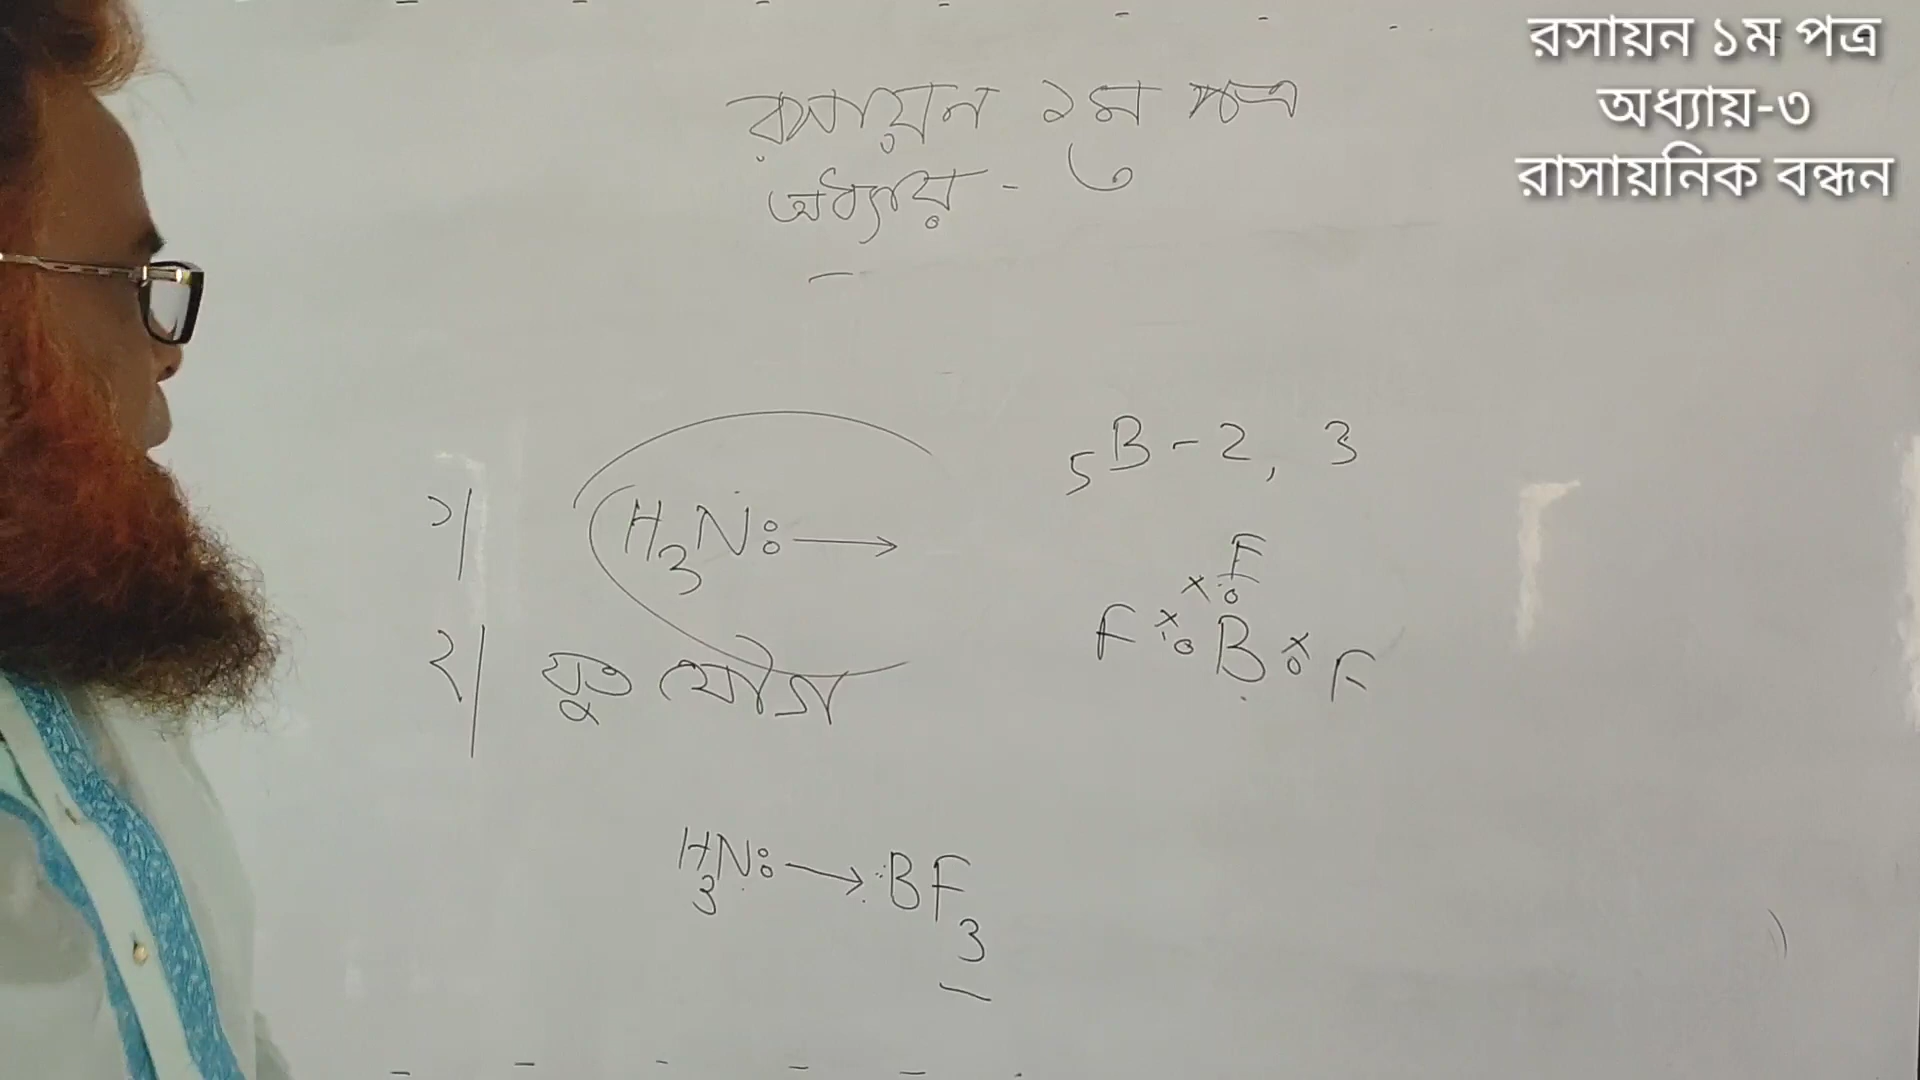 রসায়ন ১ম পত্র
অধ্যায়-৩
রাসায়নিক বন্ধন
রসায়ন ১ম পত্র
অধ্যায় - ৩
5B - 2, 3
১| H3N: →
F
F B F
২| যুত যৌগ
H3N: → BF3